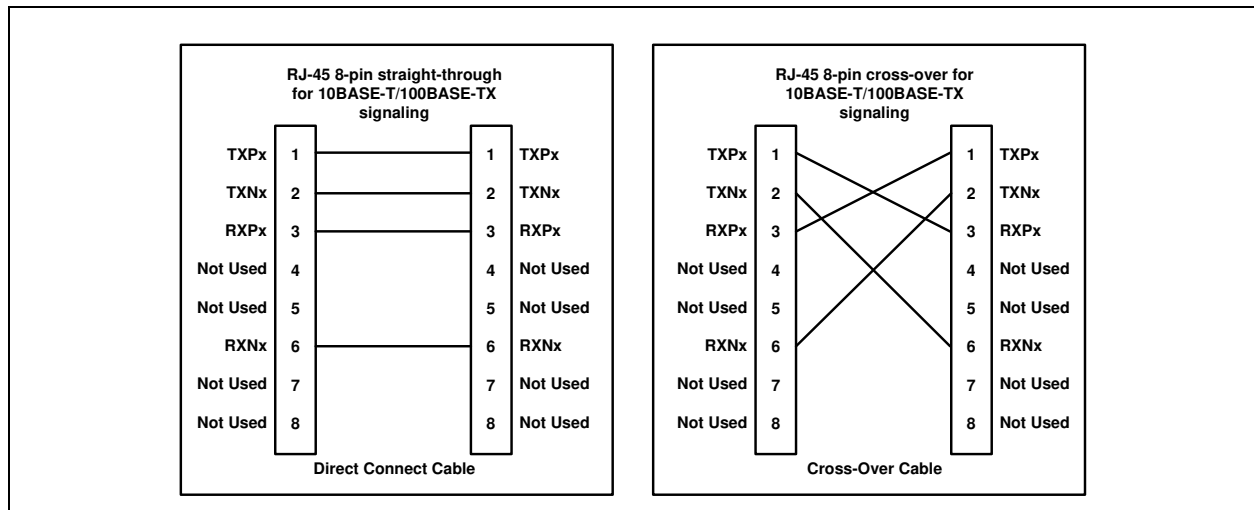 RJ-45 8-pin straight-through
for 10BASE-T/100BASE-TX
signaling
TXPx 1 1 TXPx
TXNx 2 2 TXNx
RXPx 3 3 RXPx
Not Used 4 4 Not Used
Not Used 5 5 Not Used
RXNx 6 6 RXNx
Not Used 7 7 Not Used
Not Used 8 8 Not Used
Direct Connect Cable
RJ-45 8-pin cross-over for
10BASE-T/100BASE-TX
signaling
TXPx 1 1 TXPx
TXNx 2 2 TXNx
RXPx 3 3 RXPx
Not Used 4 4 Not Used
Not Used 5 5 Not Used
RXNx 6 6 RXNx
Not Used 7 7 Not Used
Not Used 8 8 Not Used
Cross-Over Cable